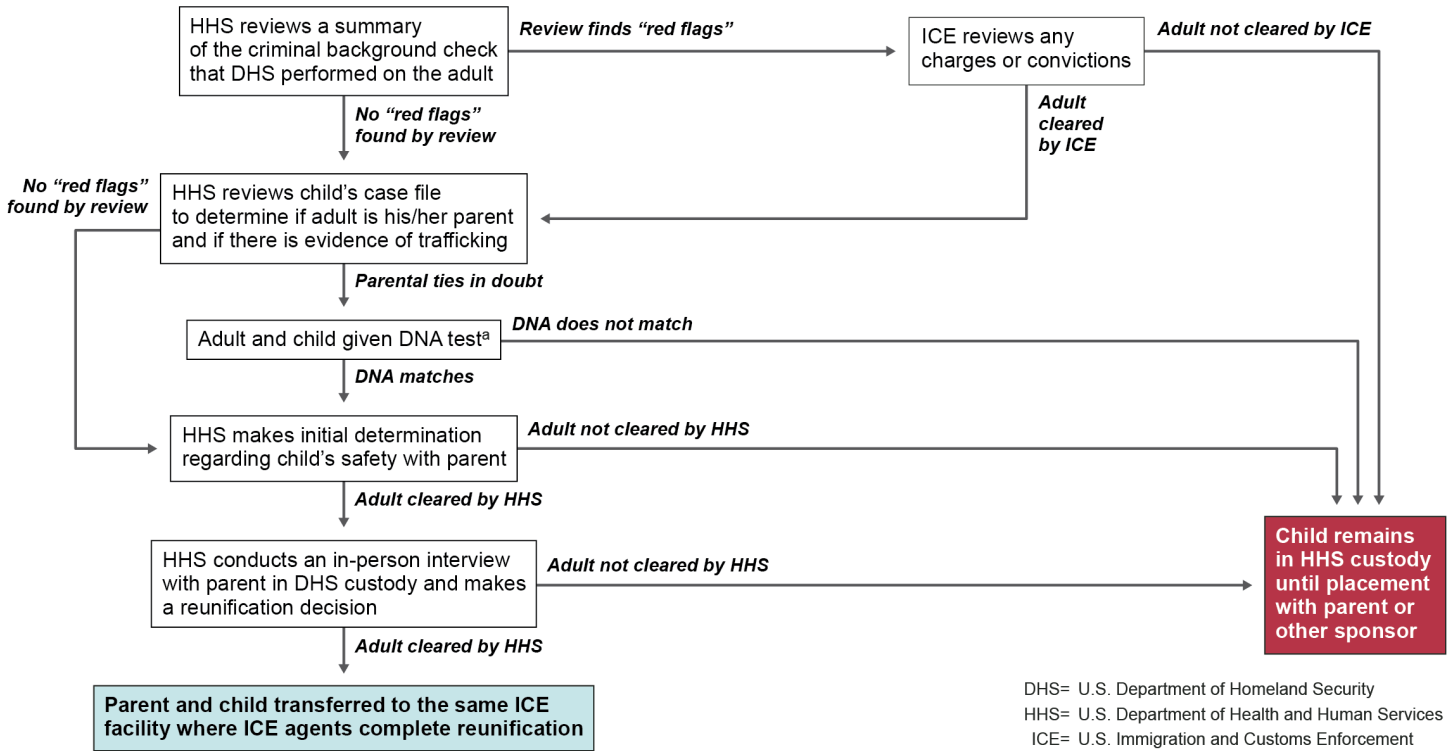 HHS reviews a summary
of the criminal background check
that DHS performed on the adult
Review finds “red flags”
ICE reviews any
charges or convictions
Adult not cleared by ICE
No “red flags”
found by review
Adult
cleared
by ICE
No “red flags”
found by review
HHS reviews child’s case file
to determine if adult is his/her parent
and if there is evidence of trafficking
Parental ties in doubt
Adult and child given DNA testᵃ
DNA does not match
DNA matches
HHS makes initial determination
regarding child’s safety with parent
Adult not cleared by HHS
Adult cleared by HHS
HHS conducts an in-person interview
with parent in DHS custody and makes
a reunification decision
Adult not cleared by HHS
Child remains
in HHS custody
until placement
with parent or
other sponsor
Adult cleared by HHS
Parent and child transferred to the same ICE
facility where ICE agents complete reunification
DHS= U.S. Department of Homeland Security
HHS= U.S. Department of Health and Human Services
ICE= U.S. Immigration and Customs Enforcement